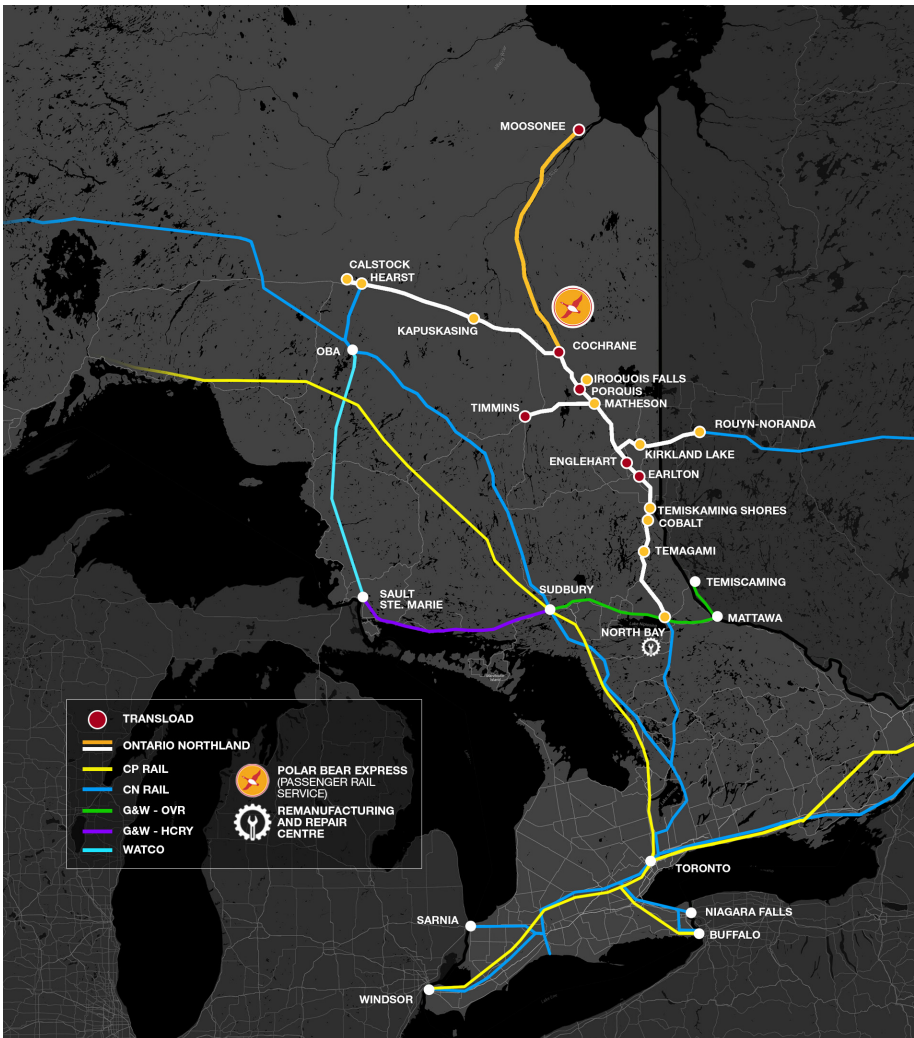 MOOSONEE
CALSTOCK
HEARST
KAPUSKASING
COCHRANE
OBA
IROQUOIS FALLS
PORQUIS
MATHESON
TIMMINS
ROUYN-NORANDA
KIRKLAND LAKE
ENGLEHART
EARLTON
TEMISKAMING SHORES
COBALT
TEMAGAMI
TEMISCAMING
SUDBURY
SAULT
STE. MARIE
MATTAWA
NORTH BAY
TRANSLOAD
ONTARIO NORTHLAND
CP RAIL
CN RAIL
G&W - OVR
G&W - HCRY
WATCO
POLAR BEAR EXPRESS
(PASSENGER RAIL
SERVICE)
REMANUFACTURING
AND REPAIR
CENTRE
TORONTO
SARNIA
NIAGARA FALLS
BUFFALO
WINDSOR